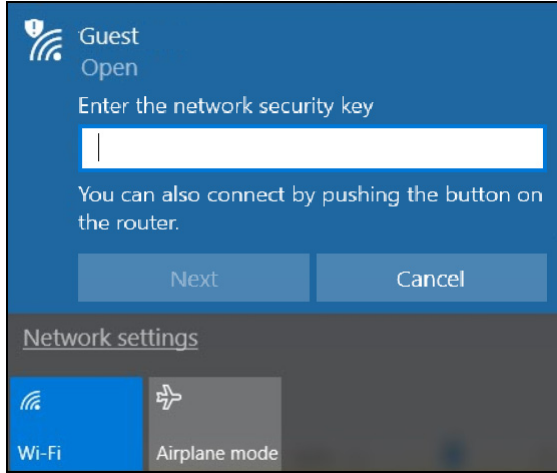 Guest
Open
Enter the network security key
You can also connect by pushing the button on
the router.
Next
Cancel
Network settings
Wi-Fi
Airplane mode